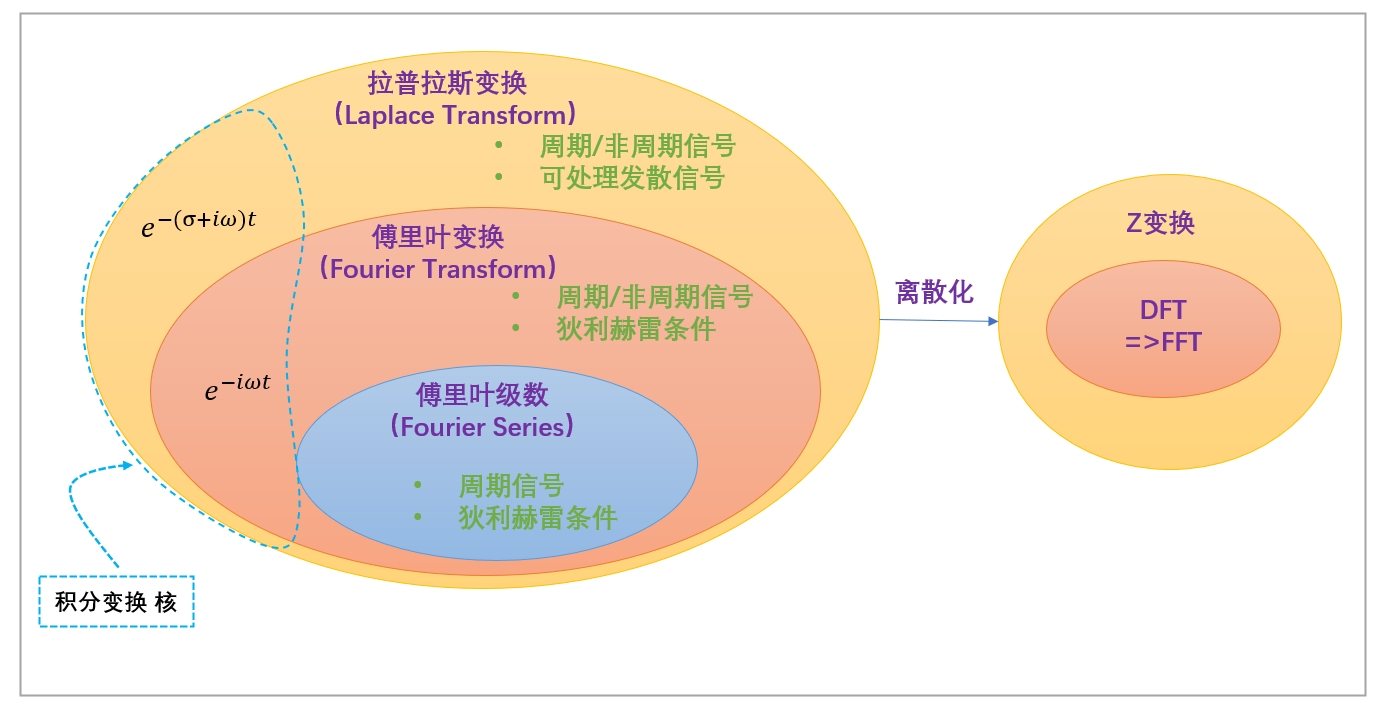 拉普拉斯变换
(Laplace Transform)
• 周期/非周期信号
• 可处理发散信号
e^{-(σ+iω)t}
傅里叶变换
(Fourier Transform)
• 周期/非周期信号
• 狄利赫雷条件
e^{-iωt}
傅里叶级数
(Fourier Series)
• 周期信号
• 狄利赫雷条件
积分变换 核
离散化
Z变换
DFT
=>FFT